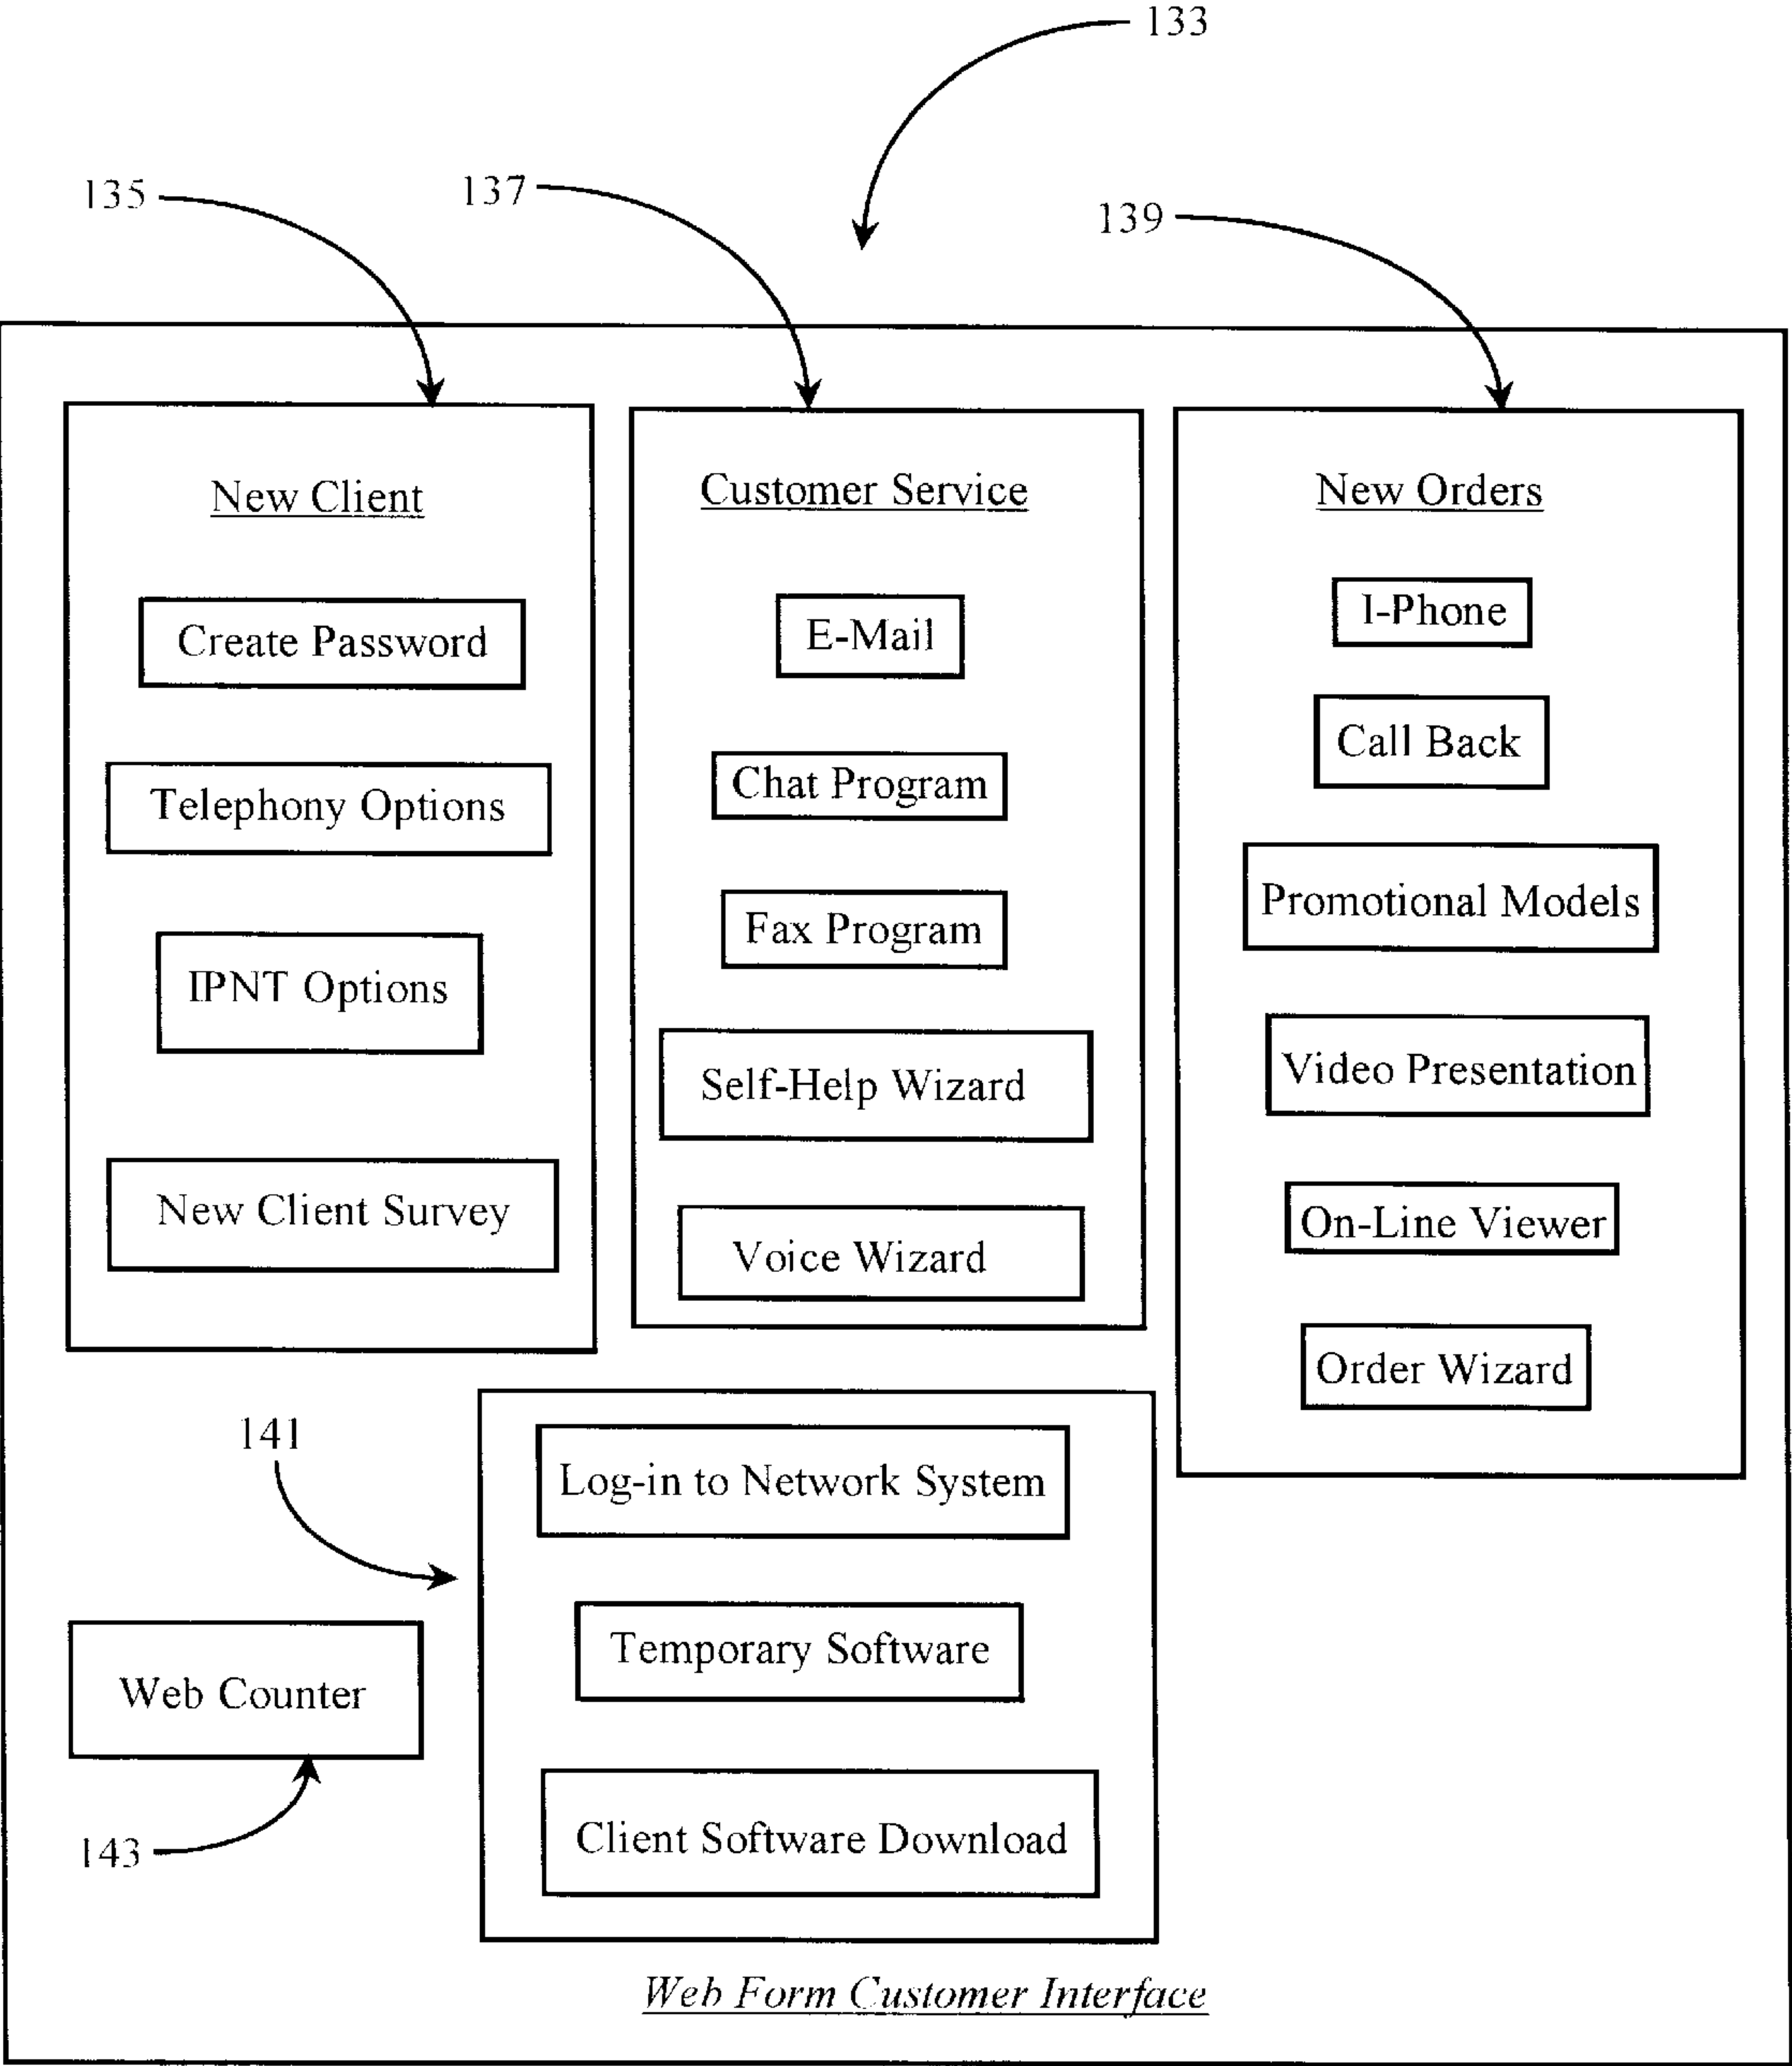 133
135
137
139
New Client
Create Password
Telephony Options
IPNT Options
New Client Survey
Customer Service
E-Mail
Chat Program
Fax Program
Self-Help Wizard
Voice Wizard
New Orders
I-Phone
Call Back
Promotional Models
Video Presentation
On-Line Viewer
Order Wizard
141
Log-in to Network System
Temporary Software
Client Software Download
Web Counter
143
Web Form Customer Interface